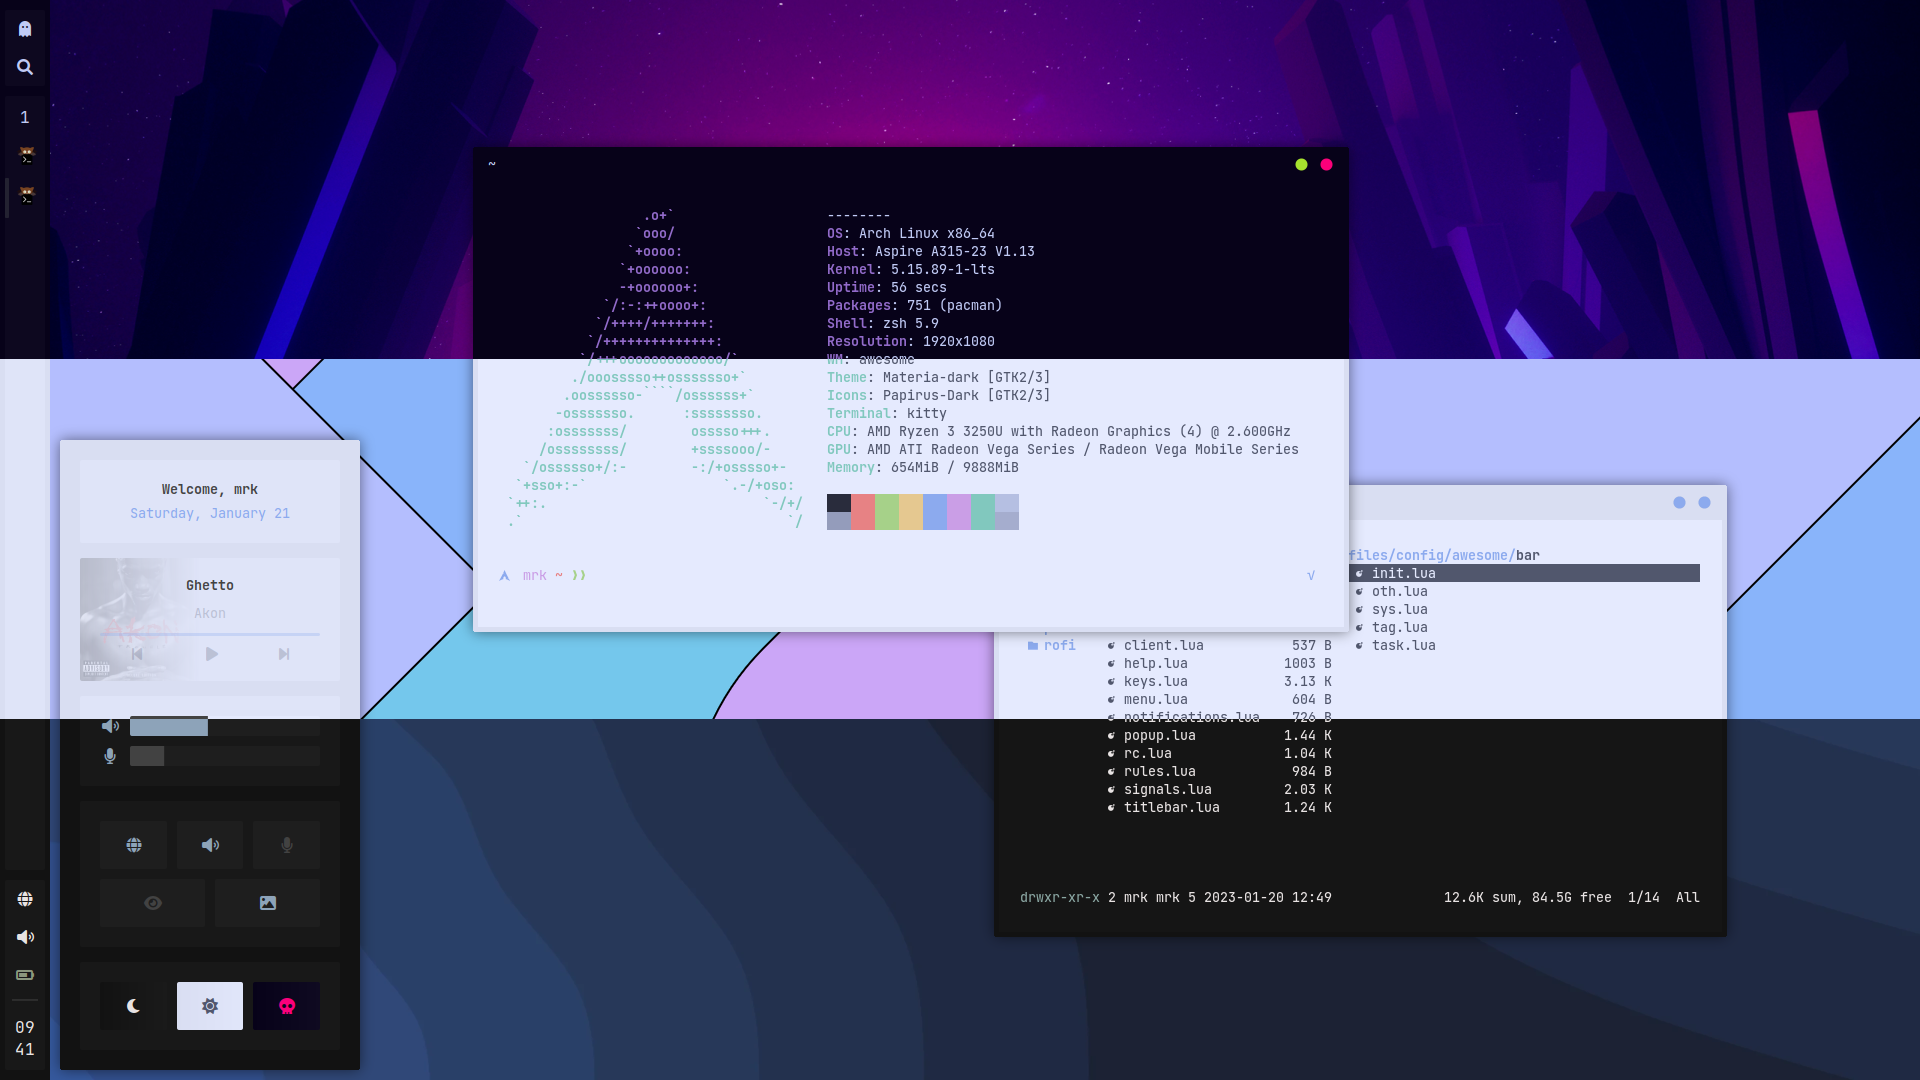 1
09
41
Welcome, mrk
Saturday, January 21
Ghetto
Akon
~
.o+`
`ooo/
`+oooo:
`+oooooo:
-+oooooo+:
`/:-:++oooo+:
`/++++/+++++++:
`/++++++++++++++:
`/+++ooooooooooooo/`
./ooosssso++osssssso+`
.oossssso-````/ossssss+`
-osssssso.      :ssssssso.
:osssssss/        osssso+++.
/ossssssss/        +ssssooo/-
`/ossssso+/:-        -:/+osssso+-
`+sso+:-`                 `.-/+oso:
`++:.                           `-/+/
.`                                 `/
--------
OS: Arch Linux x86_64
Host: Aspire A315-23 V1.13
Kernel: 5.15.89-1-lts
Uptime: 56 secs
Packages: 751 (pacman)
Shell: zsh 5.9
Resolution: 1920x1080
WM: awesome
Theme: Materia-dark [GTK2/3]
Icons: Papirus-Dark [GTK2/3]
Terminal: kitty
CPU: AMD Ryzen 3 3250U with Radeon Graphics (4) @ 2.600GHz
GPU: AMD ATI Radeon Vega Series / Radeon Vega Mobile Series
Memory: 654MiB / 9888MiB
mrk ~ ❯❯
√
files/config/awesome/bar
init.lua
oth.lua
sys.lua
tag.lua
task.lua
rofi
client.lua 537 B
help.lua 1003 B
keys.lua 3.13 K
menu.lua 604 B
notifications.lua 726 B
popup.lua 1.44 K
rc.lua 1.04 K
rules.lua 984 B
signals.lua 2.03 K
titlebar.lua 1.24 K
drwxr-xr-x 2 mrk mrk 5 2023-01-20 12:49 12.6K sum, 84.5G free 1/14 All